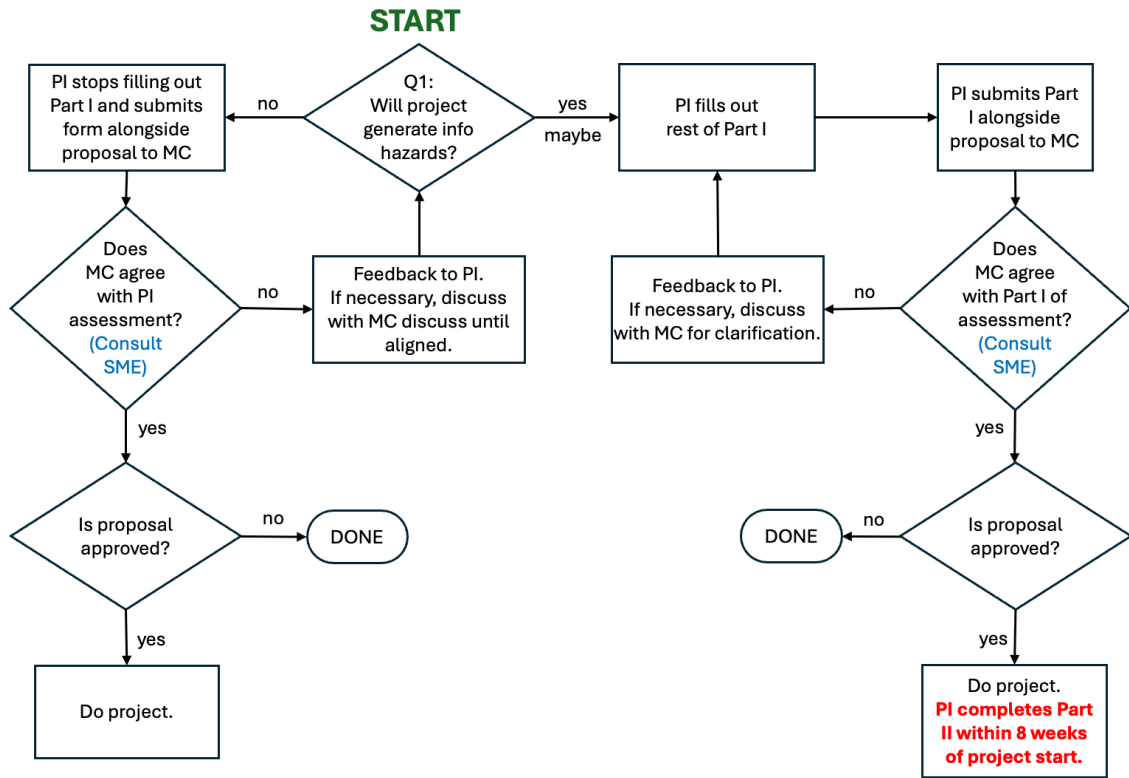 START
PI stops filling out
Part I and submits
form alongside
proposal to MC
no
Q1:
Will project
generate info
hazards?
yes
maybe
PI fills out
rest of Part I
PI submits Part
I alongside
proposal to MC
Does
MC agree
with PI
assessment?
(Consult
SME)
no
Feedback to PI.
If necessary, discuss
with MC discuss until
aligned.
Feedback to PI.
If necessary, discuss
with MC for clarification.
no
Does
MC agree
with Part I of
assessment?
(Consult
SME)
yes
yes
Is proposal
approved?
no
DONE
DONE
no
Is proposal
approved?
yes
yes
Do project.
Do project.
PI completes Part
II within 8 weeks
of project start.